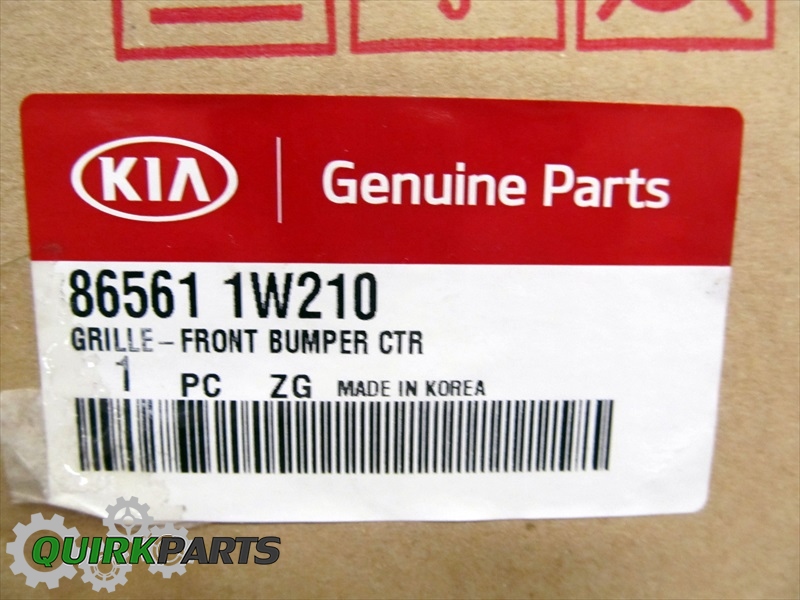 KIA
Genuine Parts
86561 1W210
GRILLE-FRONT BUMPER CTR
1 PC ZG MADE IN KOREA
QUIRKPARTS